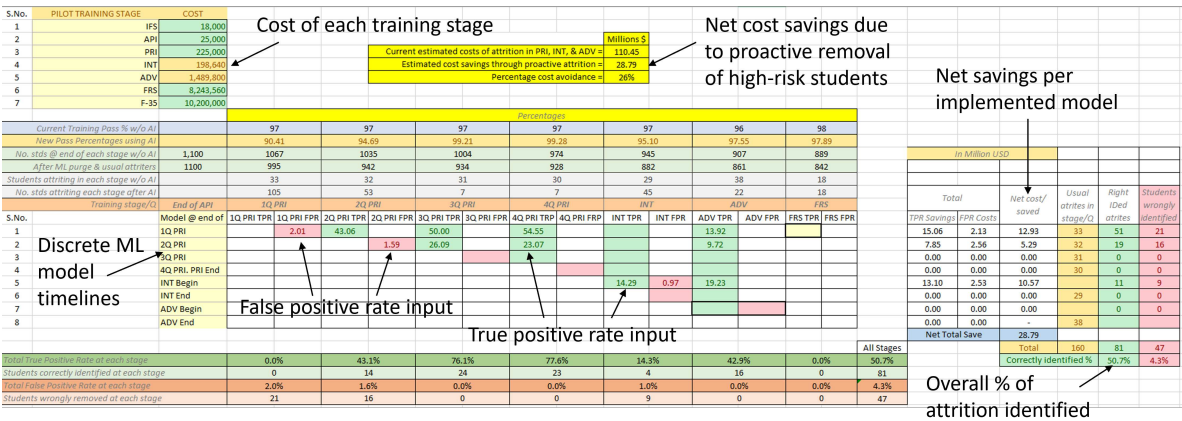 S.No. PILOT TRAINING STAGE COST
1 IFS 18,000
2 API 25,000
3 PRI 225,000
4 INT 198,640
5 ADV 1,489,800
6 FRS 8,243,560
7 F-35 10,200,000
Cost of each training stage
Millions $
Current estimated costs of attrition in PRI, INT, & ADV = 110.45
Estimated cost savings through proactive attrition = 28.79
Percentage cost avoidance = 26%
Net cost savings due
to proactive removal
of high-risk students
Net savings per
implemented model
Percentages
Current Training Pass % w/o AI 97 97 97 97 97 96 98
New Pass Percentages using AI 90.41 94.69 99.21 99.28 95.10 97.55 97.89
No. stds @ end of each stage w/o AI 1,100 1067 1035 1004 974 945 907 889
After ML purge & usual attriters 1100 995 942 934 928 882 861 842
Students attriting in each stage w/o AI 33 32 31 30 29 38 18
No. stds attriting each stage after AI 105 53 7 7 45 22 18
Training stage/Q End of API 1Q PRI 2Q PRI 3Q PRI 4Q PRI INT ADV FRS
S.No. Model @ end of 1Q PRI TPR 1Q PRI FPR 2Q PRI TPR 2Q PRI FPR 3Q PRI TPR 3Q PRI FPR 4Q PRI TPR 4Q PRI FPR INT TPR INT FPR ADV TPR ADV FPR FRS TPR FRS FPR
1 1Q PRI 2.01 43.06 50.00 54.55 13.92
2 2Q PRI 1.59 26.09 23.07 9.72
3 3Q PRI
4 4Q PRI. PRI End
5 INT Begin 14.29 0.97 19.23
6 INT End
7 ADV Begin
8 ADV End
Discrete ML
model
timelines
False positive rate input
True positive rate input
In Million USD
Total Net cost/ saved Usual atrites in stage/Q Right IDed atrites Students wrongly identified
TPR Savings FPR Costs
15.06 2.13 12.93 33 51 21
7.85 2.56 5.29 32 19 16
0.00 0.00 0.00 31 0 0
0.00 0.00 0.00 30 0 0
13.10 2.53 10.57 11 9
0.00 0.00 0.00 29 0 0
0.00 0.00 0.00 0 0
0.00 0.00 - 38
Net Total Save 28.79
Total 160 81 47
Correctly identified % 50.7% 4.3%
All Stages
Total True Positive Rate at each stage 0.0% 43.1% 76.1% 77.6% 14.3% 42.9% 0.0% 50.7%
Students correctly identified at each stage 0 14 24 23 4 16 0 81
Total False Positive Rate at each stage 2.0% 1.6% 0.0% 0.0% 1.0% 0.0% 0.0% 4.3%
Students wrongly removed at each stage 21 16 0 0 9 0 0 47
Overall % of
attrition identified